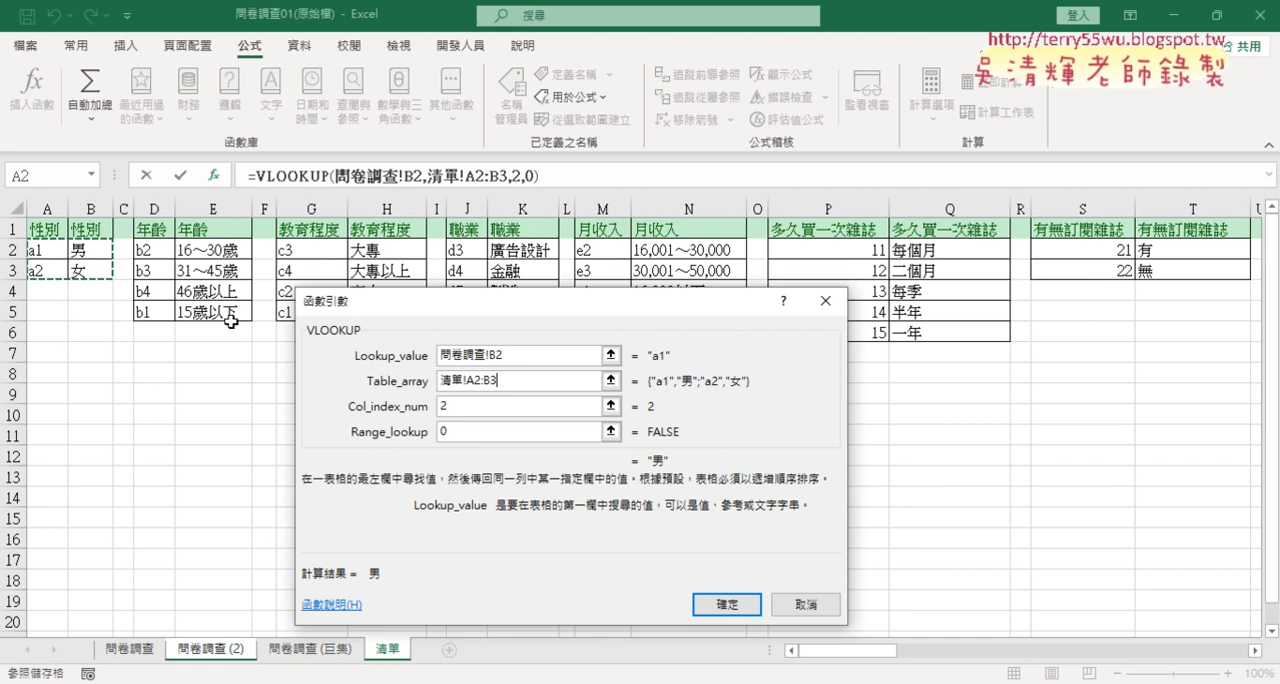 問卷調查01(原始檔) - Excel
搜尋
登入
檔案 常用 插入 頁面配置 公式 資料 校閱 檢視 開發人員 說明
共用
http://terry55wu.blogspot.tw
吳清輝老師錄製
插入函數
自動加總
最近用過的函數
財務
邏輯
文字
日期和時間
查閱與參照
數學與三角函數
其他函數
函數庫
名稱管理員
定義名稱
用於公式
從選取範圍建立
已定義之名稱
追蹤前導參照
追蹤從屬參照
移除箭號
顯示公式
錯誤檢查
評估值公式
公式稽核
監看視窗
計算選項
計算工作表
計算
A2
fx
=VLOOKUP(問卷調查!B2,清單!A2:B3,2,0)
A B C D E F G H I J K L M N O P Q R S T U
1 性別 性別 年齡 年齡 教育程度 教育程度 職業 職業 月收入 月收入 多久買一次雜誌 多久買一次雜誌 有無訂閱雜誌 有無訂閱雜誌
2 a1 男 b2 16～30歲 c3 大專 d3 廣告設計 e2 16,001～30,000 11 每個月 21 有
3 a2 女 b3 31～45歲 c4 大專以上 d4 金融 e3 30,001～50,000 12 二個月 22 無
4 b4 46歲以上 c2 13 每季
5 b1 15歲以下 c1 14 半年
6 15 一年
7
8
9
10
11
12
13
14
15
16
17
18
19
20
函數引數 ?
VLOOKUP
Lookup_value 問卷調查!B2 = "a1"
Table_array 清單!A2:B3 = {"a1","男";"a2","女"}
Col_index_num 2 = 2
Range_lookup 0 = FALSE
= "男"
在一表格的最左欄中尋找值，然後傳回同一列中某一指定欄中的值。根據預設，表格必須以遞增順序排序。
Lookup_value 是要在表格的第一欄中搜尋的值，可以是值、參考或文字字串。
計算結果 = 男
函數說明(H)
確定 取消
問卷調查 問卷調查 (2) 問卷調查 (巨集) 清單
參照儲存格
100%